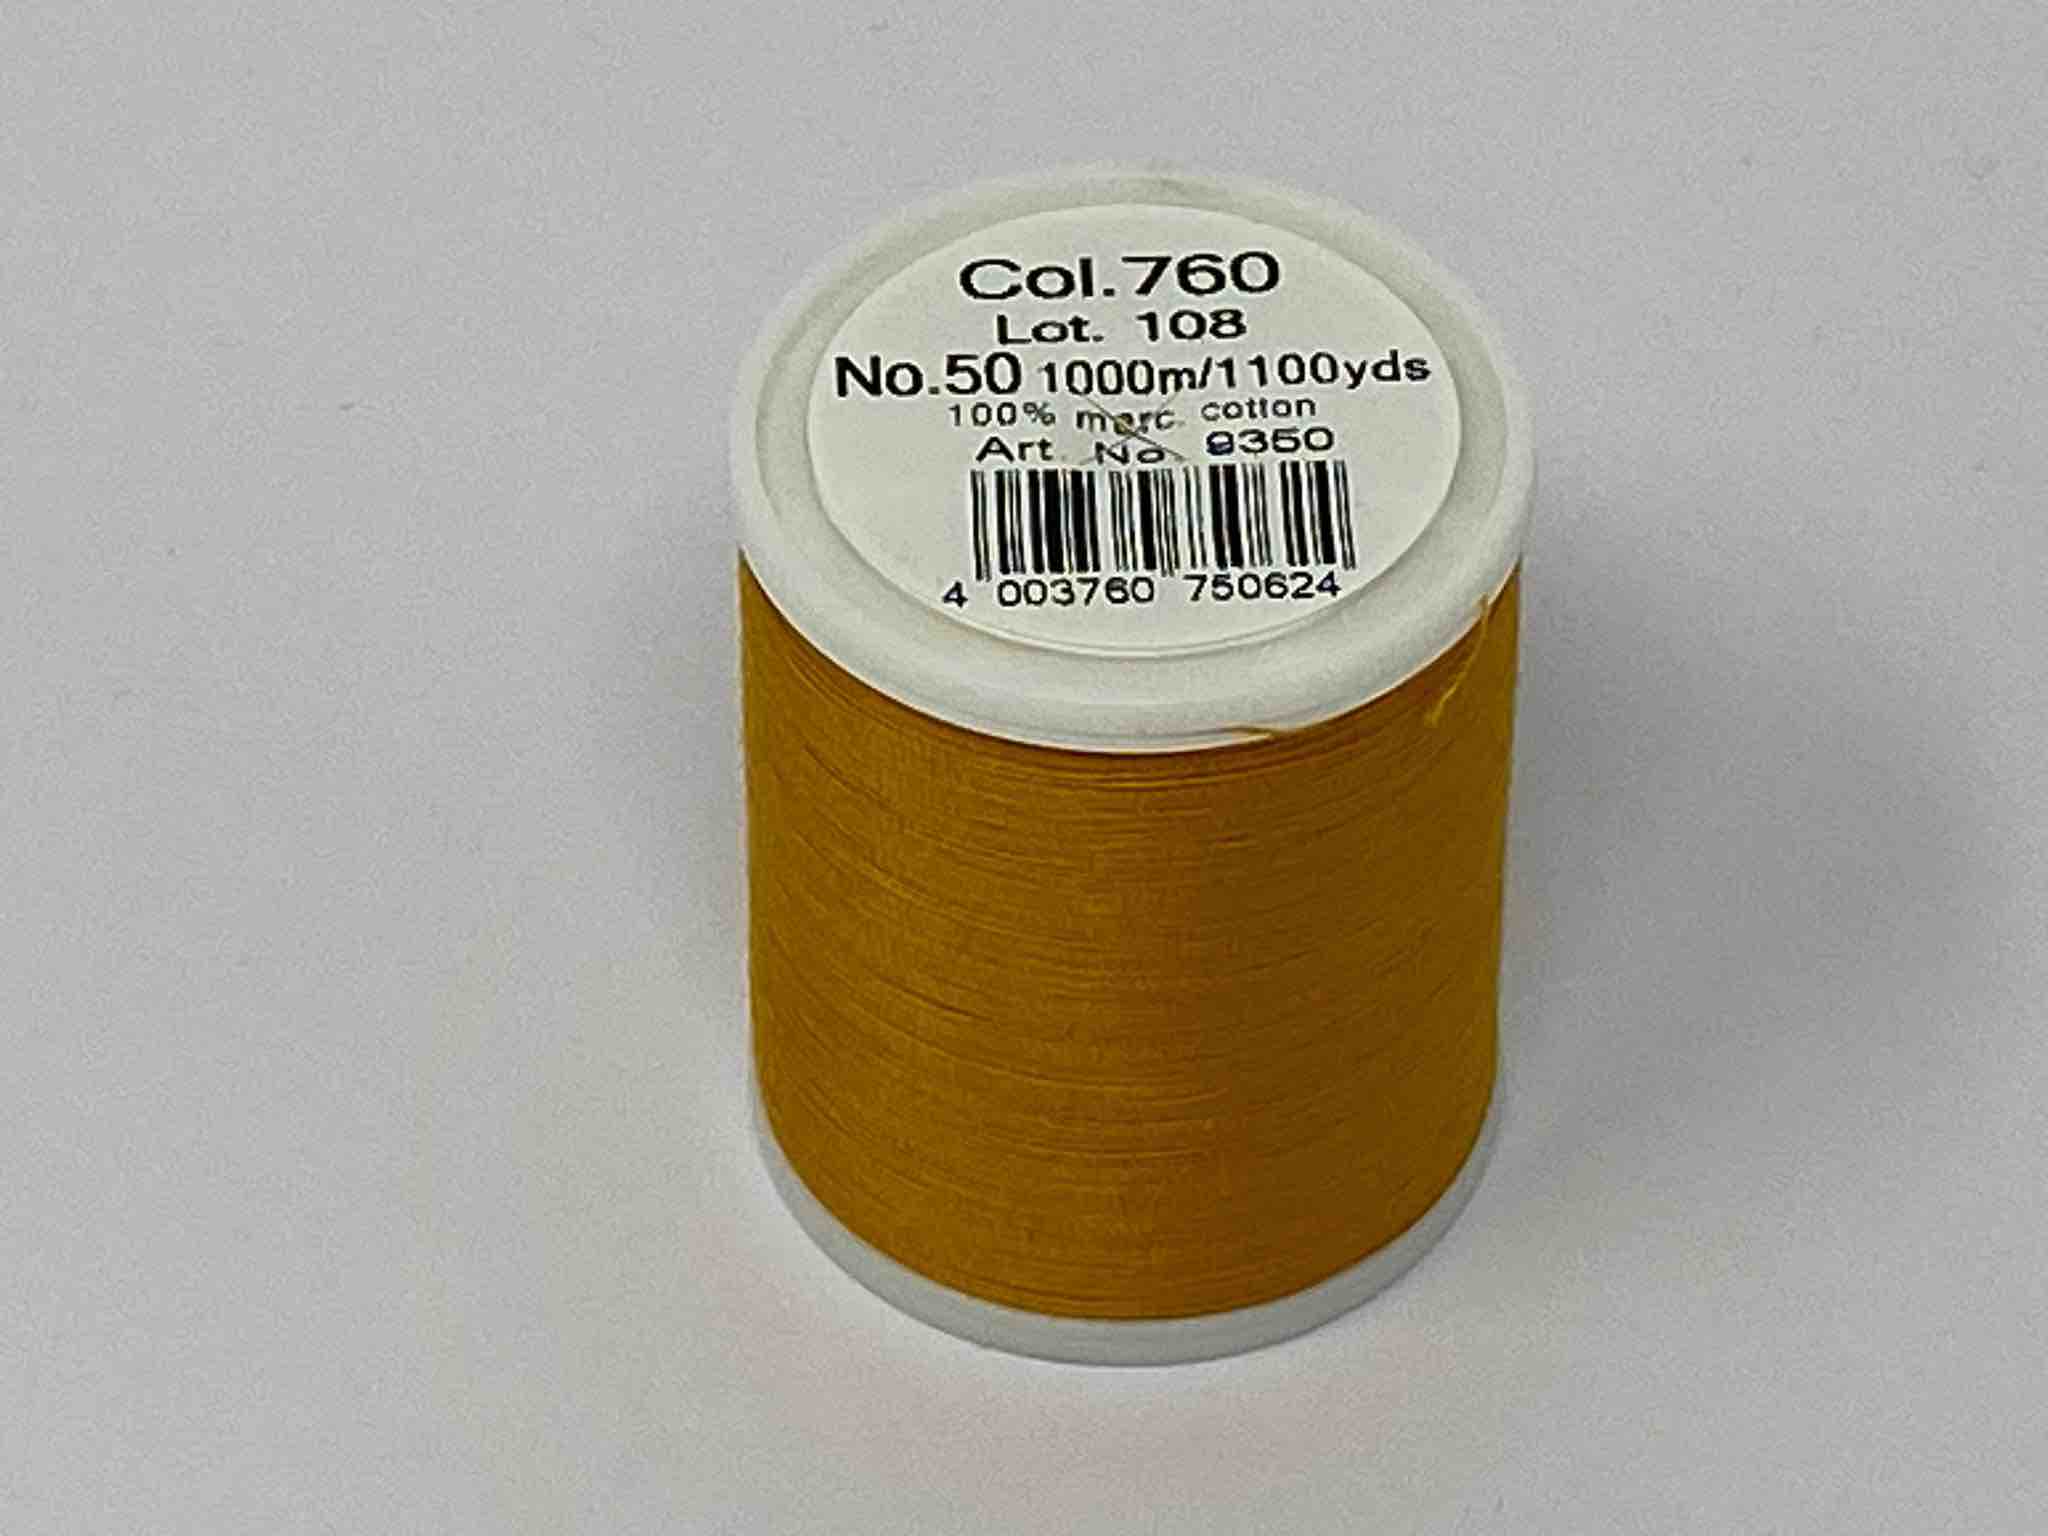 Col.760
Lot. 108
No.50 1000m/1100yds
100% merc. cotton
Art. No. 9350
4 003760 750624